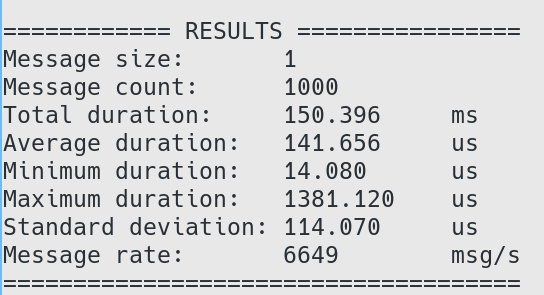 ============ RESULTS ================
Message size:       1
Message count:      1000
Total duration:     150.396     ms
Average duration:   141.656     us
Minimum duration:   14.080      us
Maximum duration:   1381.120    us
Standard deviation: 114.070     us
Message rate:       6649        msg/s
=====================================